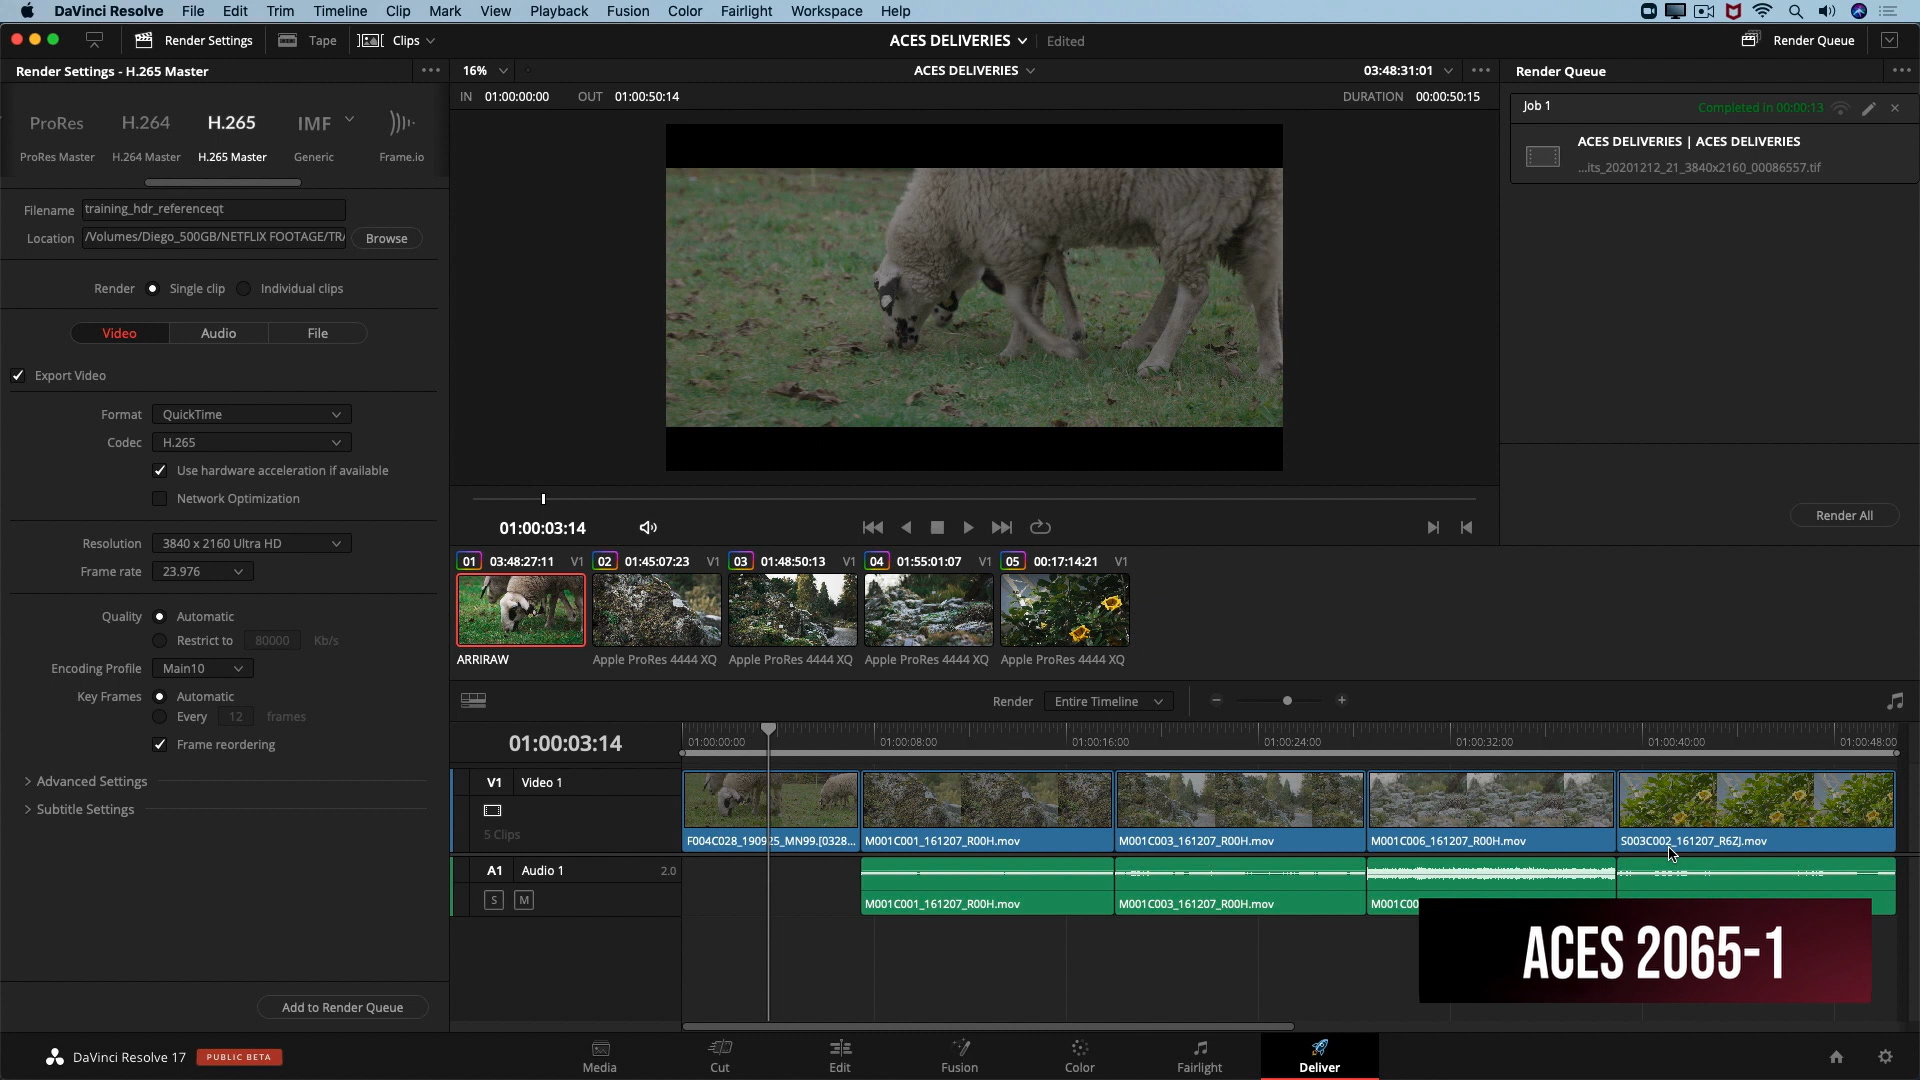 DaVinci Resolve File Edit Trim Timeline Clip Mark View Playback Fusion Color Fairlight Workspace Help
Render Settings Tape Clips ACES DELIVERIES Edited Render Queue
Render Settings - H.265 Master 16% ACES DELIVERIES 03:48:31:01 Render Queue
IN 01:00:00:00 OUT 01:00:50:14 DURATION 00:00:50:15
Job 1 Completed in 00:00:13
ACES DELIVERIES | ACES DELIVERIES
...its_20201212_21_3840x2160_00086557.tif
ProRes H.264 H.265 IMF
ProRes Master H.264 Master H.265 Master Generic Frame.io
Filename training_hdr_referenceqt
Location /Volumes/Diego_500GB/NETFLIX FOOTAGE/TRA Browse
Render Single clip Individual clips
Video Audio File
Export Video
Format QuickTime
Codec H.265
Use hardware acceleration if available
Network Optimization
Resolution 3840 x 2160 Ultra HD
Frame rate 23.976
Quality Automatic
Restrict to 80000 Kb/s
Encoding Profile Main10
Key Frames Automatic
Every 12 frames
Frame reordering
Advanced Settings
Subtitle Settings
Add to Render Queue
01:00:03:14
Render All
01 03:48:27:11 V1 02 01:45:07:23 V1 03 01:48:50:13 V1 04 01:55:01:07 V1 05 00:17:14:21 V1
ARRIRAW Apple ProRes 4444 XQ Apple ProRes 4444 XQ Apple ProRes 4444 XQ Apple ProRes 4444 XQ
Render Entire Timeline
01:00:03:14 01:00:00:00 01:00:08:00 01:00:16:00 01:00:24:00 01:00:32:00 01:00:40:00 01:00:48:00
V1 Video 1
5 Clips
F004C028_190925_MN99.[0328... M001C001_161207_R00H.mov M001C003_161207_R00H.mov M001C006_161207_R00H.mov S003C002_161207_R6ZJ.mov
A1 Audio 1 2.0
S M
M001C001_161207_R00H.mov M001C003_161207_R00H.mov M001C00
ACES 2065-1
DaVinci Resolve 17 PUBLIC BETA
Media Cut Edit Fusion Color Fairlight Deliver